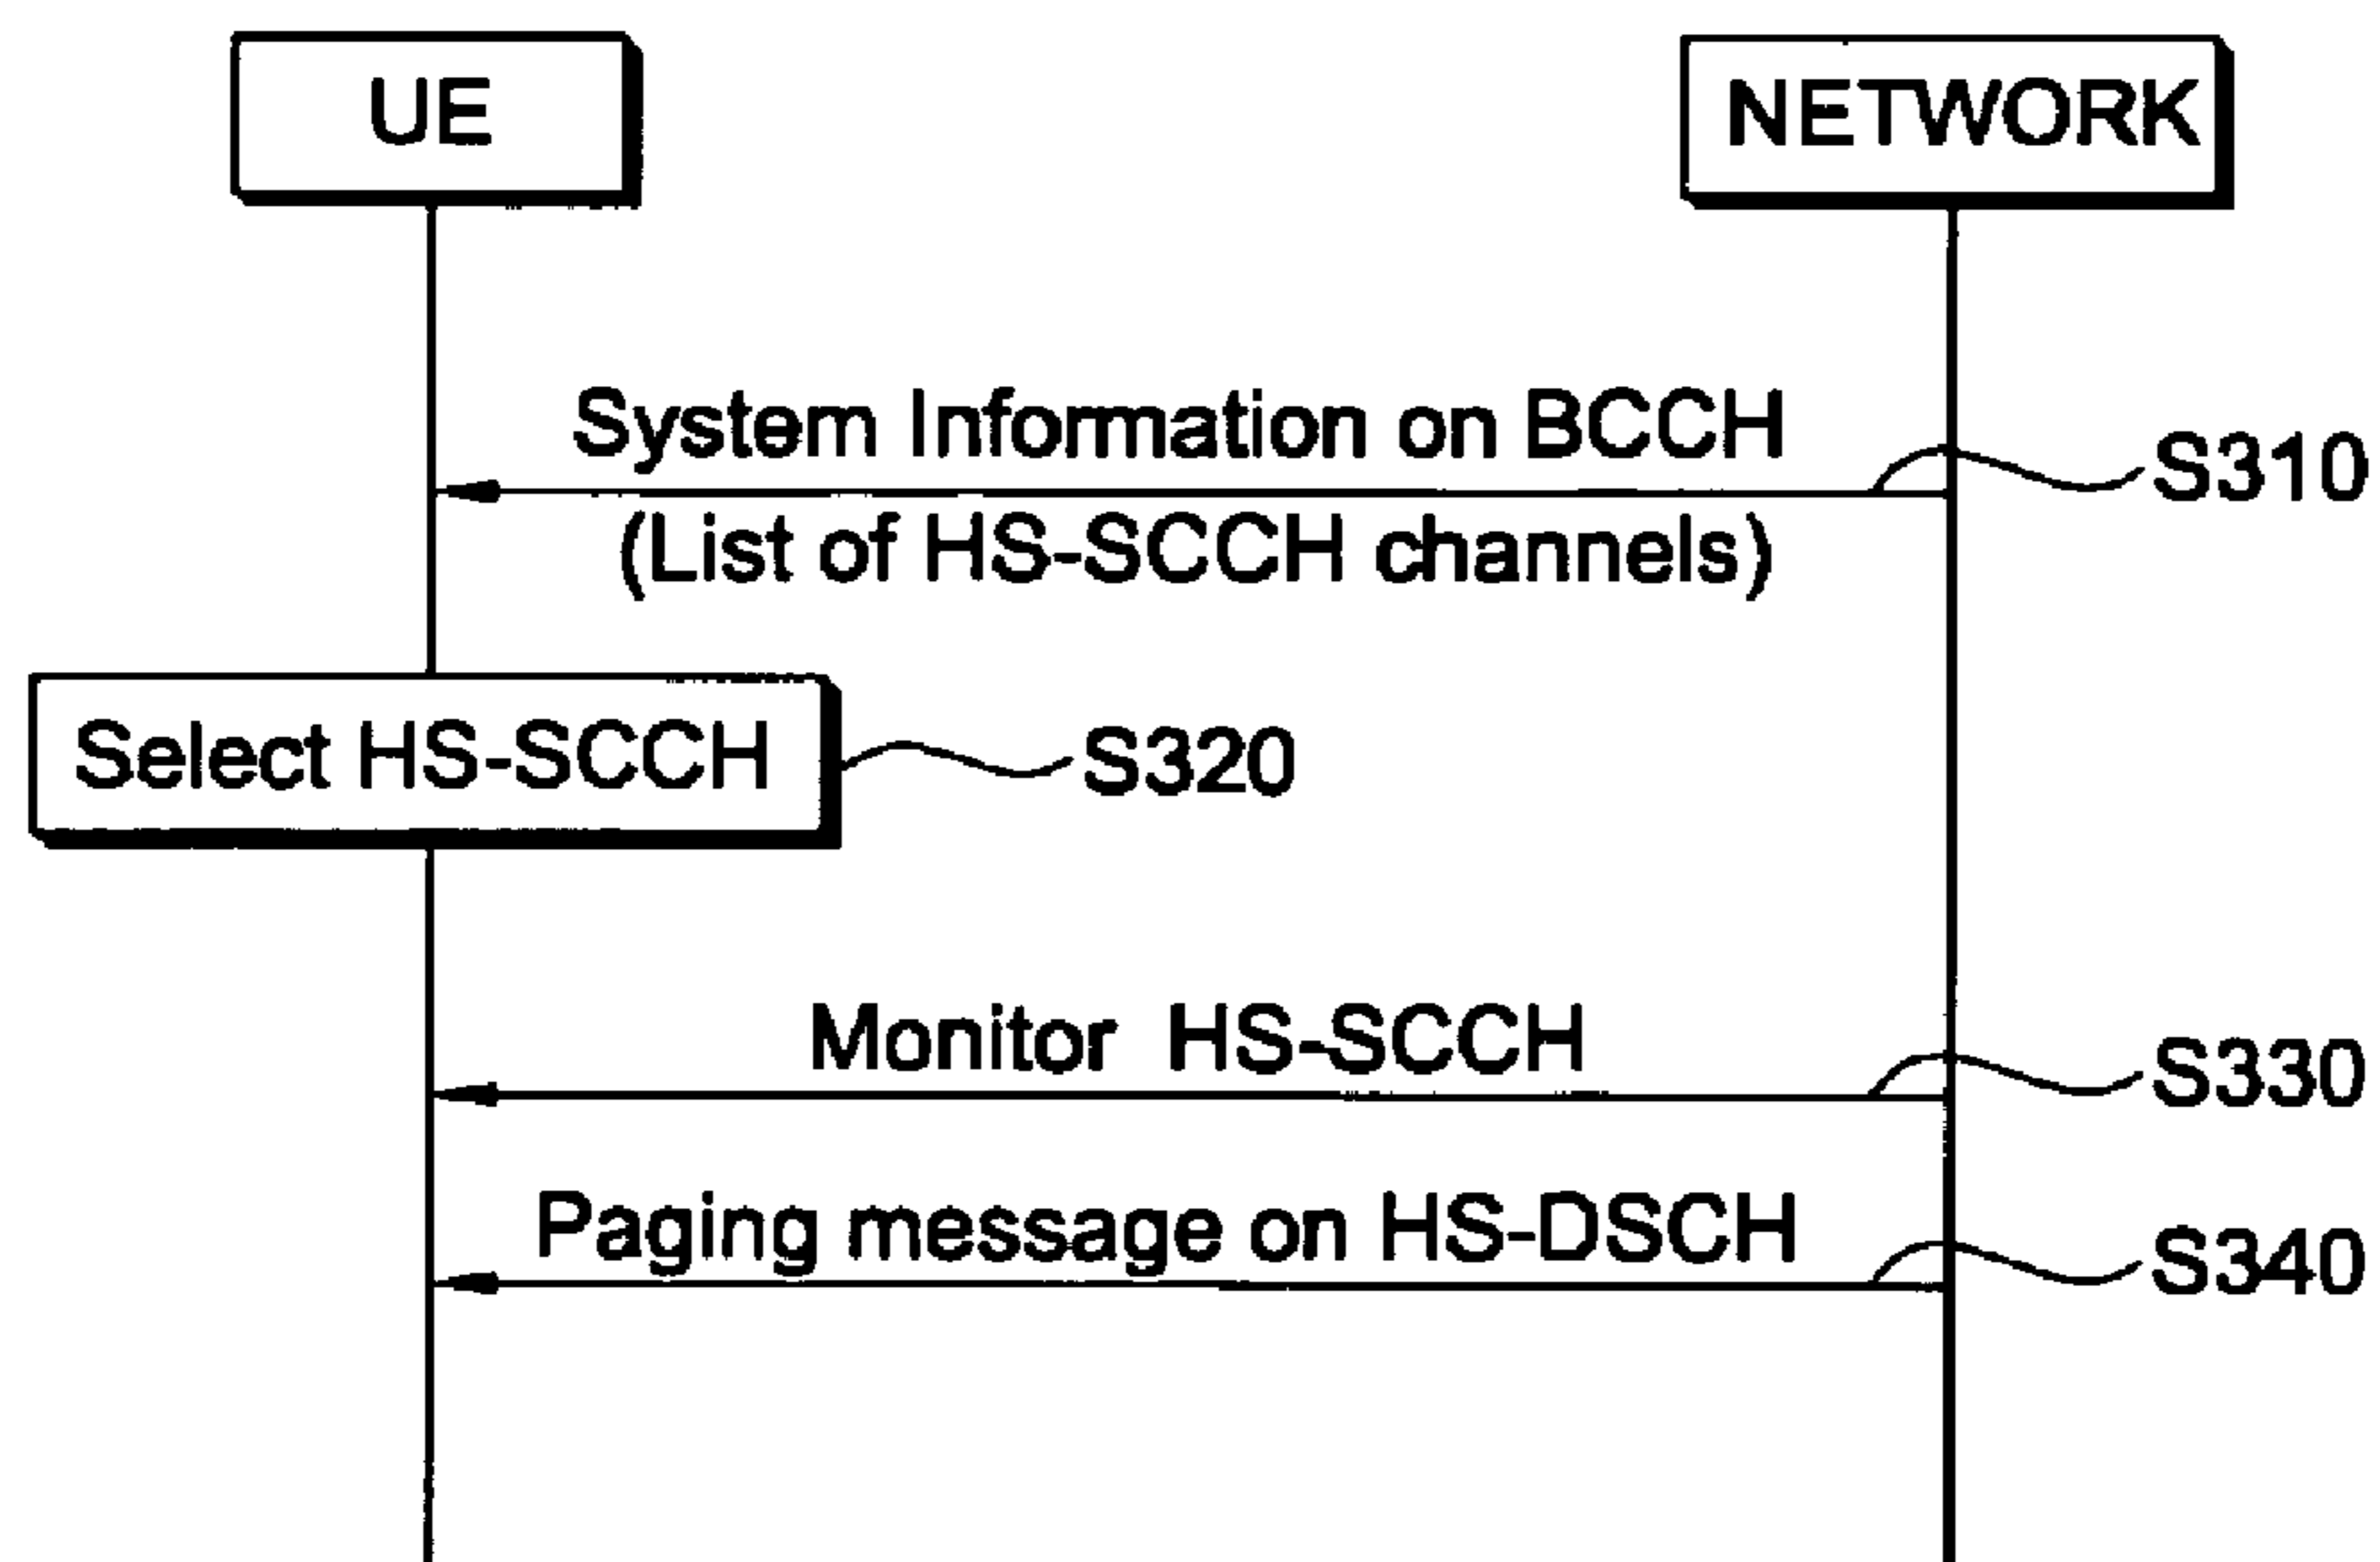 UE
NETWORK
System Information on BCCH
S310
(List of HS-SCCH channels)
Select HS-SCCH
S320
Monitor HS-SCCH
S330
Paging message on HS-DSCH
S340